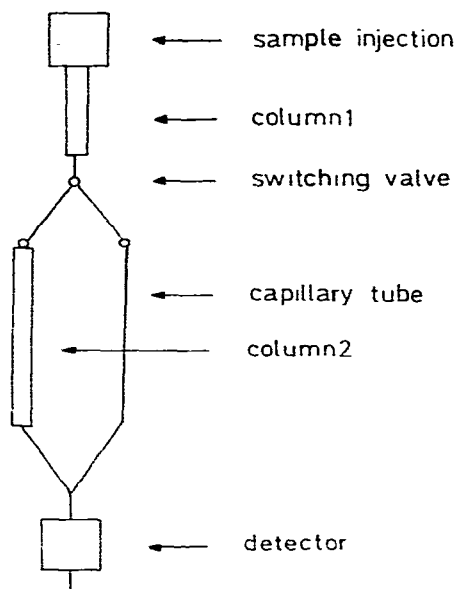 sample injection
column1
switching valve
capillary tube
column2
detector